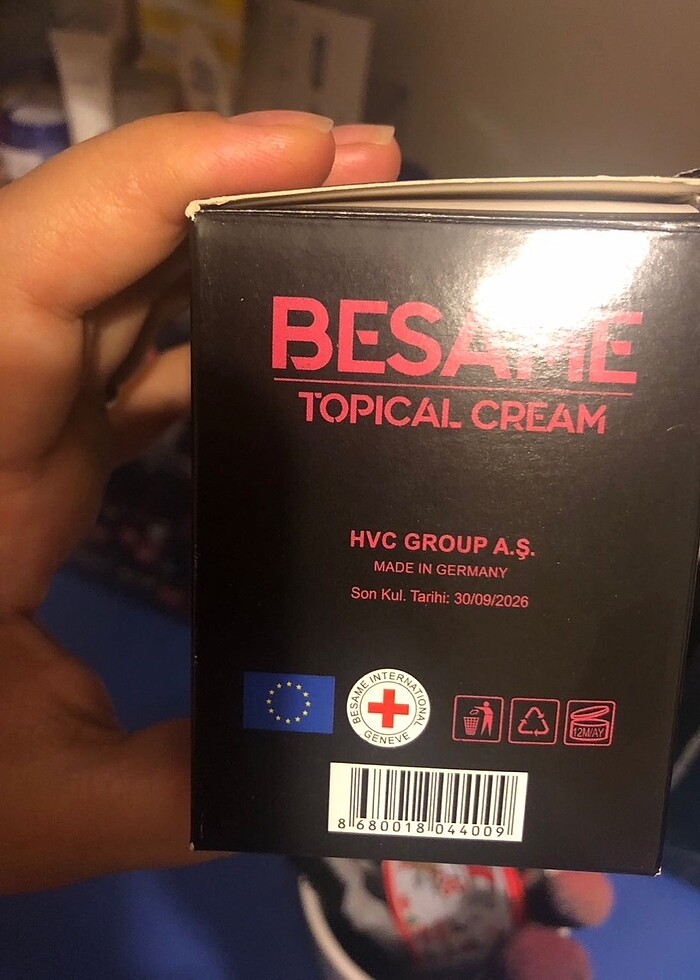 BESAME
TOPICAL CREAM
HVC GROUP A.Ş.
MADE IN GERMANY
Son Kul. Tarihi: 30/09/2026
BESAME INTERNATIONAL
GENEVE
12M/AY
8 680018 044009